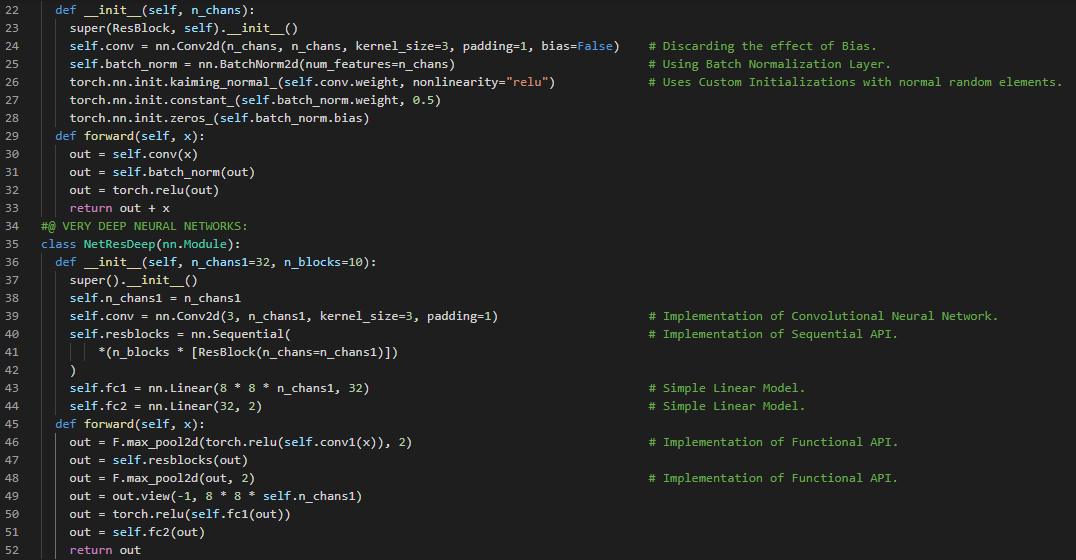 22 def __init__(self, n_chans):
23 super(ResBlock, self).__init__()
24 self.conv = nn.Conv2d(n_chans, n_chans, kernel_size=3, padding=1, bias=False) # Discarding the effect of Bias.
25 self.batch_norm = nn.BatchNorm2d(num_features=n_chans) # Using Batch Normalization Layer.
26 torch.nn.init.kaiming_normal_(self.conv.weight, nonlinearity="relu") # Uses Custom Initializations with normal random elements.
27 torch.nn.init.constant_(self.batch_norm.weight, 0.5)
28 torch.nn.init.zeros_(self.batch_norm.bias)
29 def forward(self, x):
30 out = self.conv(x)
31 out = self.batch_norm(out)
32 out = torch.relu(out)
33 return out + x
34 #@ VERY DEEP NEURAL NETWORKS:
35 class NetResDeep(nn.Module):
36 def __init__(self, n_chans1=32, n_blocks=10):
37 super().__init__()
38 self.n_chans1 = n_chans1
39 self.conv = nn.Conv2d(3, n_chans1, kernel_size=3, padding=1) # Implementation of Convolutional Neural Network.
40 self.resblocks = nn.Sequential( # Implementation of Sequential API.
41 *(n_blocks * [ResBlock(n_chans=n_chans1)])
42 )
43 self.fc1 = nn.Linear(8 * 8 * n_chans1, 32) # Simple Linear Model.
44 self.fc2 = nn.Linear(32, 2) # Simple Linear Model.
45 def forward(self, x):
46 out = F.max_pool2d(torch.relu(self.conv1(x)), 2) # Implementation of Functional API.
47 out = self.resblocks(out)
48 out = F.max_pool2d(out, 2) # Implementation of Functional API.
49 out = out.view(-1, 8 * 8 * self.n_chans1)
50 out = torch.relu(self.fc1(out))
51 out = self.fc2(out)
52 return out